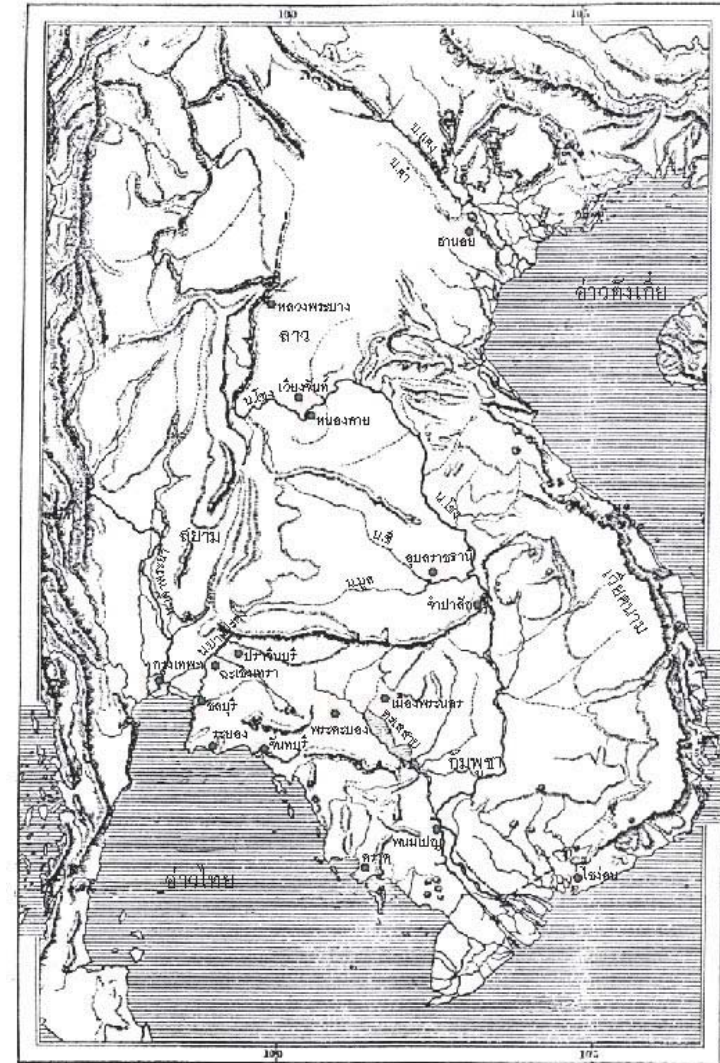 100
105
น.แดง
น.ดำ
ฮานอย
อ่าวตังเกี๋ย
หลวงพระบาง
ลาว
เวียงจันท์
น.โขง
หนองคาย
น.โขง
สยาม
น.ชี
อุบลราชธานี
น.มูล
จำปาสัก
เวียดนาม
ปราจีนบุรี
กรุงเทพฯ
ฉะเชิงเทรา
ชลบุรี
เมืองพระนคร
พระตะบอง
ทะเลสาบ
ระยอง
จันทบุรี
กัมพูชา
พนมเปญ
ตราด
อ่าวไทย
ไซ่ง่อน
100
105